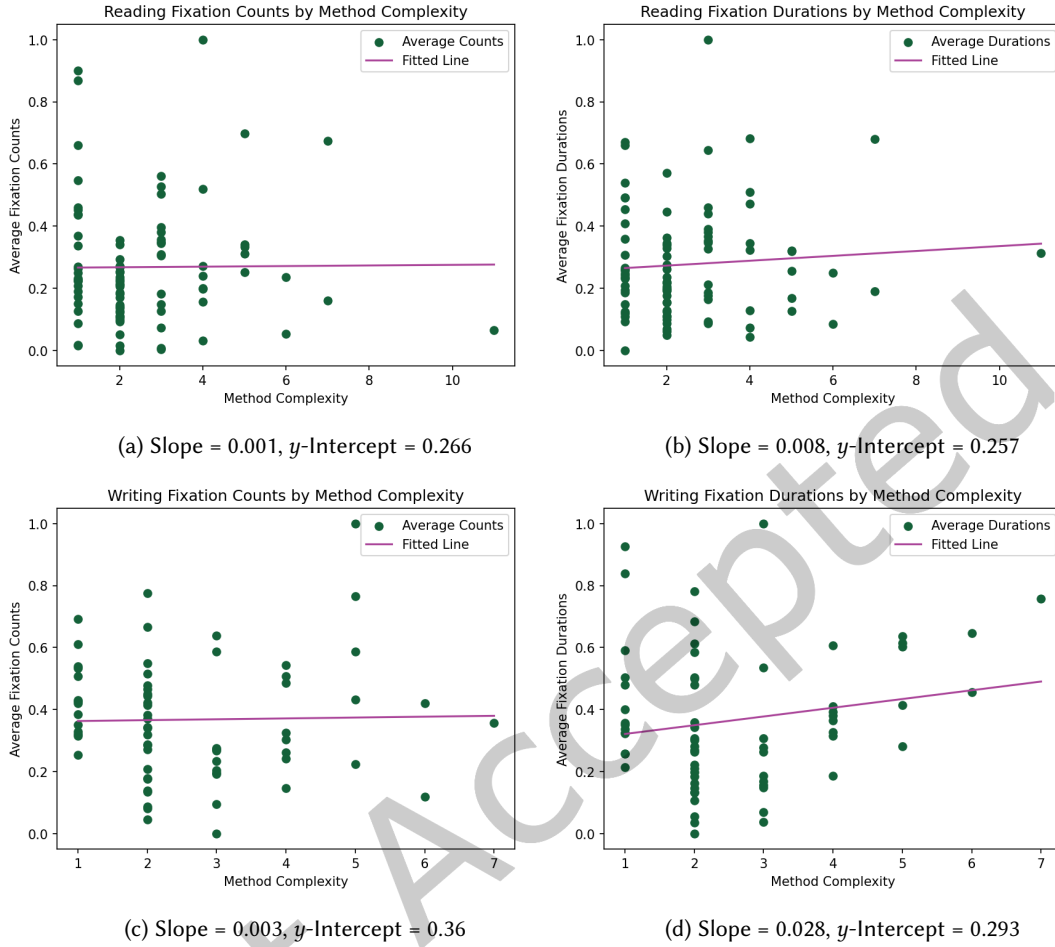 Reading Fixation Counts by Method Complexity
Average Counts
Fitted Line
Average Fixation Counts
1.0
0.8
0.6
0.4
0.2
0.0
2 4 6 8 10
Method Complexity
(a) Slope = 0.001, y-Intercept = 0.266
Reading Fixation Durations by Method Complexity
Average Durations
Fitted Line
Average Fixation Durations
1.0
0.8
0.6
0.4
0.2
0.0
2 4 6 8 10
Method Complexity
(b) Slope = 0.008, y-Intercept = 0.257
Writing Fixation Counts by Method Complexity
Average Counts
Fitted Line
Average Fixation Counts
1.0
0.8
0.6
0.4
0.2
0.0
1 2 3 4 5 6 7
Method Complexity
(c) Slope = 0.003, y-Intercept = 0.36
Writing Fixation Durations by Method Complexity
Average Durations
Fitted Line
Average Fixation Durations
1.0
0.8
0.6
0.4
0.2
0.0
1 2 3 4 5 6 7
Method Complexity
(d) Slope = 0.028, y-Intercept = 0.293
Accepted